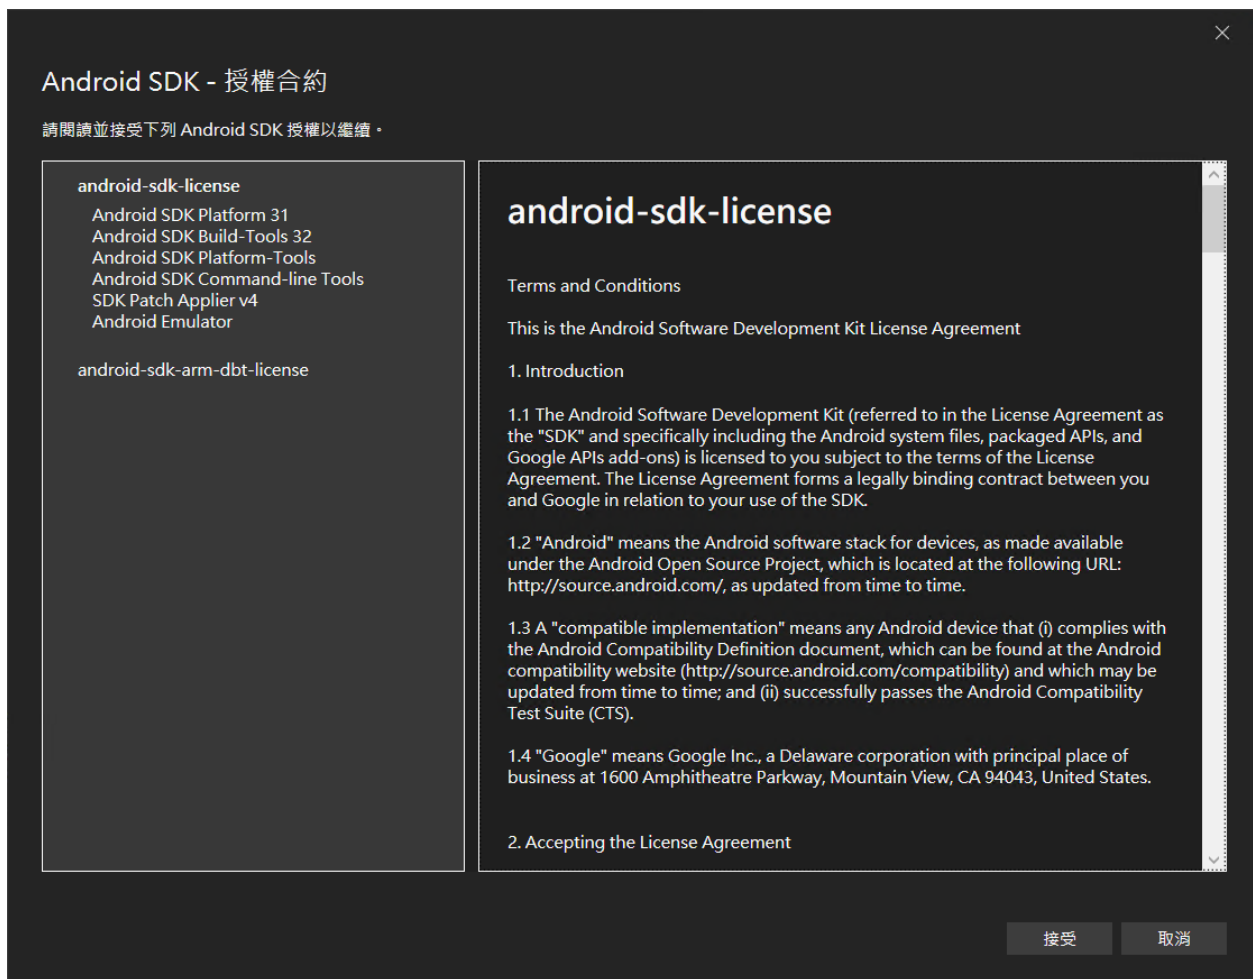 Android SDK - 授權合約
請閱讀並接受下列 Android SDK 授權以繼續。
android-sdk-license
Android SDK Platform 31
Android SDK Build-Tools 32
Android SDK Platform-Tools
Android SDK Command-line Tools
SDK Patch Applier v4
Android Emulator
android-sdk-arm-dbt-license
android-sdk-license
Terms and Conditions
This is the Android Software Development Kit License Agreement
1. Introduction
1.1 The Android Software Development Kit (referred to in the License Agreement as
the "SDK" and specifically including the Android system files, packaged APIs, and
Google APIs add-ons) is licensed to you subject to the terms of the License
Agreement. The License Agreement forms a legally binding contract between you
and Google in relation to your use of the SDK.
1.2 "Android" means the Android software stack for devices, as made available
under the Android Open Source Project, which is located at the following URL:
http://source.android.com/, as updated from time to time.
1.3 A "compatible implementation" means any Android device that (i) complies with
the Android Compatibility Definition document, which can be found at the Android
compatibility website (http://source.android.com/compatibility) and which may be
updated from time to time; and (ii) successfully passes the Android Compatibility
Test Suite (CTS).
1.4 "Google" means Google Inc., a Delaware corporation with principal place of
business at 1600 Amphitheatre Parkway, Mountain View, CA 94043, United States.
2. Accepting the License Agreement
接受
取消